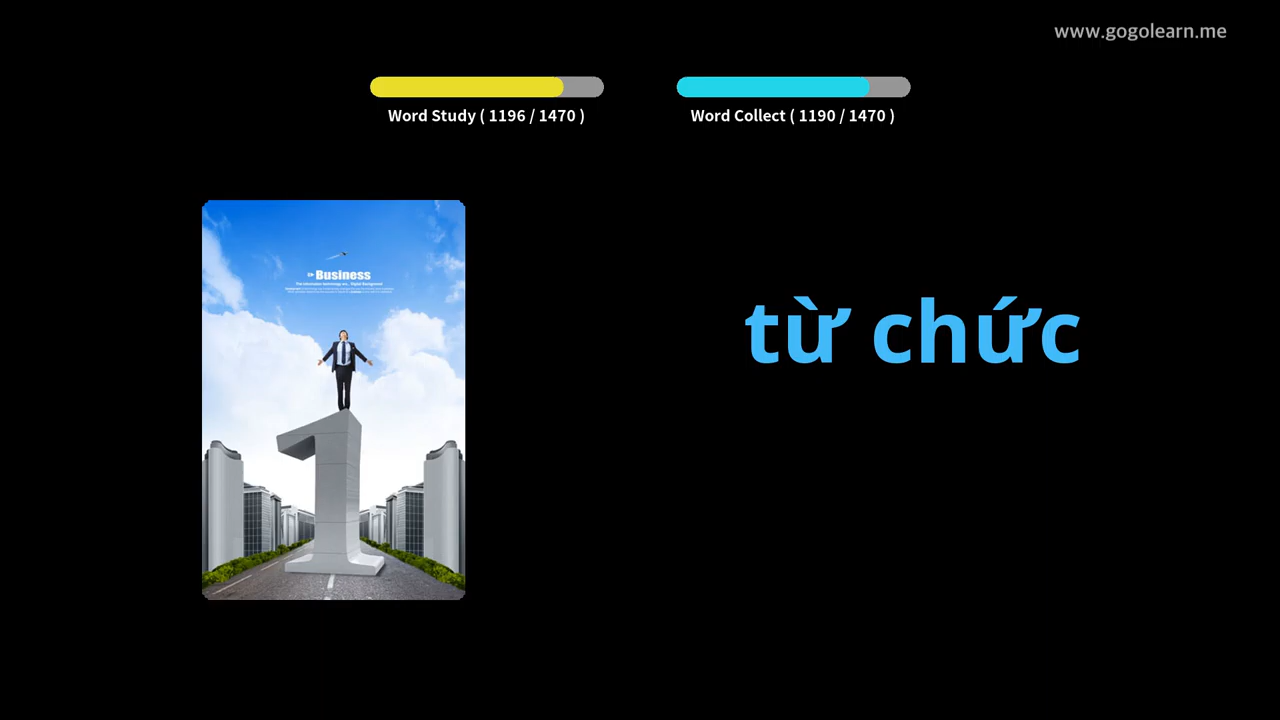 www.gogolearn.me
Word Study ( 1196 / 1470 )
Word Collect ( 1190 / 1470 )
Business
từ chức